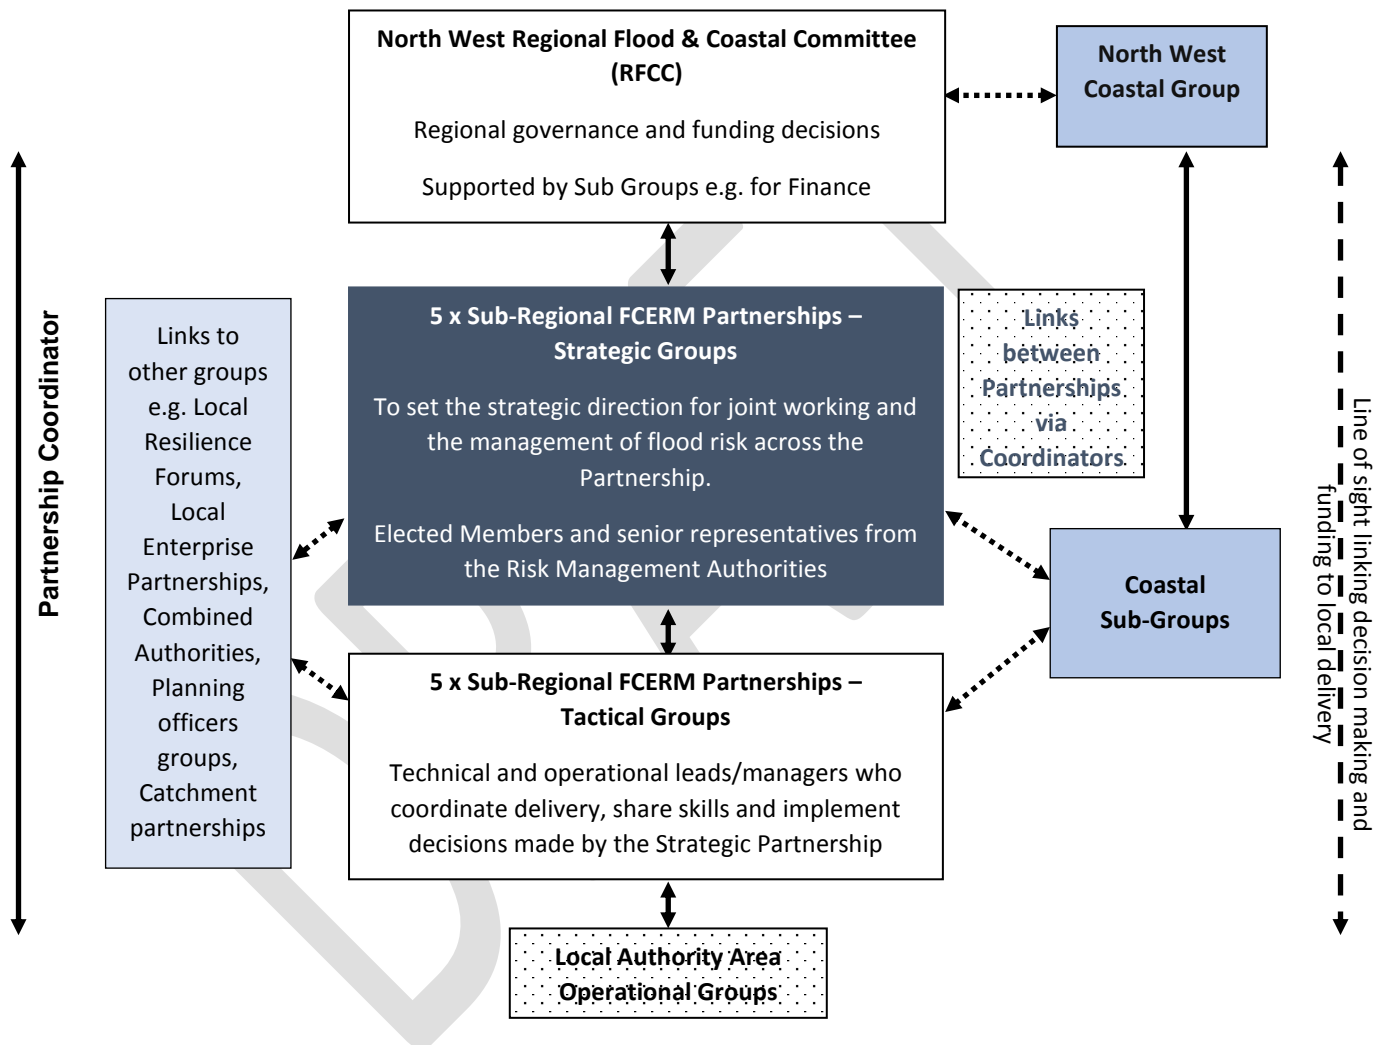 North West Regional Flood & Coastal Committee
(RFCC)
Regional governance and funding decisions
Supported by Sub Groups e.g. for Finance
North West
Coastal Group
Partnership Coordinator
Links to
other groups
e.g. Local
Resilience
Forums,
Local
Enterprise
Partnerships,
Combined
Authorities,
Planning
officers
groups,
Catchment
partnerships
5 x Sub-Regional FCERM Partnerships –
Strategic Groups
To set the strategic direction for joint working and
the management of flood risk across the
Partnership.
Elected Members and senior representatives from
the Risk Management Authorities
Links
between
Partnerships
via
Coordinators
Coastal
Sub-Groups
Line of sight linking decision making and
funding to local delivery
5 x Sub-Regional FCERM Partnerships –
Tactical Groups
Technical and operational leads/managers who
coordinate delivery, share skills and implement
decisions made by the Strategic Partnership
Local Authority Area
Operational Groups
DRAFT